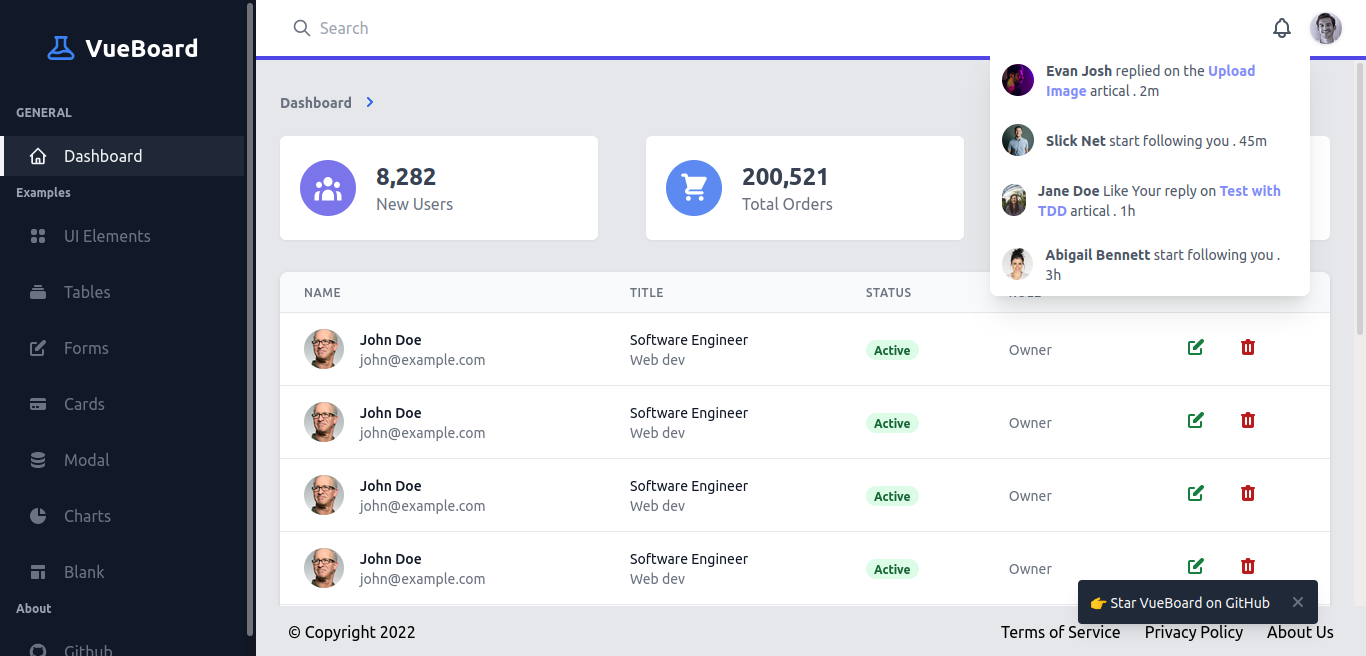 VueBoard
GENERAL
Dashboard
Examples
UI Elements
Tables
Forms
Cards
Modal
Charts
Blank
About
Github
Search
Evan Josh replied on the Upload
Image artical . 2m
Slick Net start following you . 45m
Jane Doe Like Your reply on Test with
TDD artical . 1h
Abigail Bennett start following you .
3h
Dashboard
8,282
New Users
200,521
Total Orders
NAME TITLE STATUS
John Doe Software Engineer
john@example.com Web dev Active Owner
John Doe Software Engineer
john@example.com Web dev Active Owner
John Doe Software Engineer
john@example.com Web dev Active Owner
John Doe Software Engineer
john@example.com Web dev Active Owner
👉 Star VueBoard on GitHub ✕
© Copyright 2022 Terms of Service Privacy Policy About Us